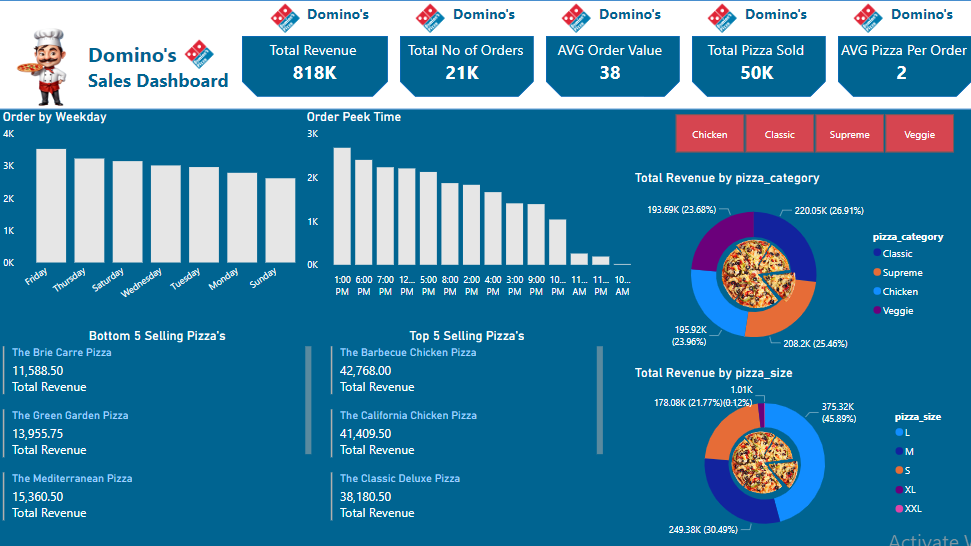 Domino's
Domino's
Domino's
Domino's
Domino's
Domino's
Sales Dashboard
Total Revenue
818K
Total No of Orders
21K
AVG Order Value
38
Total Pizza Sold
50K
AVG Pizza Per Order
2
Order by Weekday
4K
3K
2K
1K
0K
Friday
Thursday
Saturday
Wednesday
Tuesday
Monday
Sunday
Order Peek Time
3K
2K
1K
0K
1:00 PM
6:00 PM
7:00 PM
12... PM
5:00 PM
8:00 PM
2:00 PM
4:00 PM
3:00 PM
9:00 PM
10... PM
11... AM
11... PM
10... AM
Chicken
Classic
Supreme
Veggie
Total Revenue by pizza_category
193.69K (23.68%)
220.05K (26.91%)
195.92K
(23.96%)
208.2K (25.46%)
pizza_category
Classic
Supreme
Chicken
Veggie
Bottom 5 Selling Pizza's
The Brie Carre Pizza
11,588.50
Total Revenue
The Green Garden Pizza
13,955.75
Total Revenue
The Mediterranean Pizza
15,360.50
Total Revenue
Top 5 Selling Pizza's
The Barbecue Chicken Pizza
42,768.00
Total Revenue
The California Chicken Pizza
41,409.50
Total Revenue
The Classic Deluxe Pizza
38,180.50
Total Revenue
Total Revenue by pizza_size
1.01K
(0.12%)
178.08K (21.77%)
375.32K
(45.89%)
249.38K (30.49%)
pizza_size
L
M
S
XL
XXL
Activate